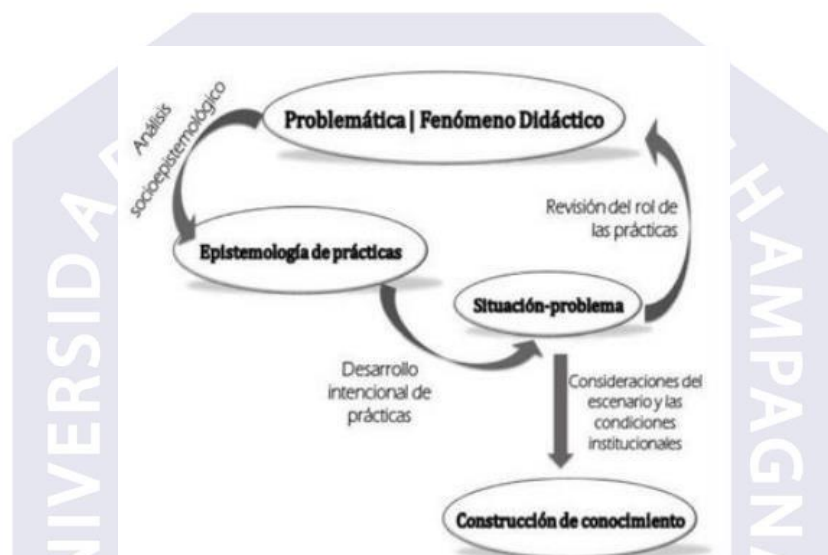 Análisis
socioepistemológico
Problemática | Fenómeno Didáctico
Revisión del rol de
las prácticas
Epistemología de prácticas
Situación-problema
Desarrollo
intencional de
prácticas
Consideraciones del
escenario y las
condiciones
institucionales
Construcción de conocimiento